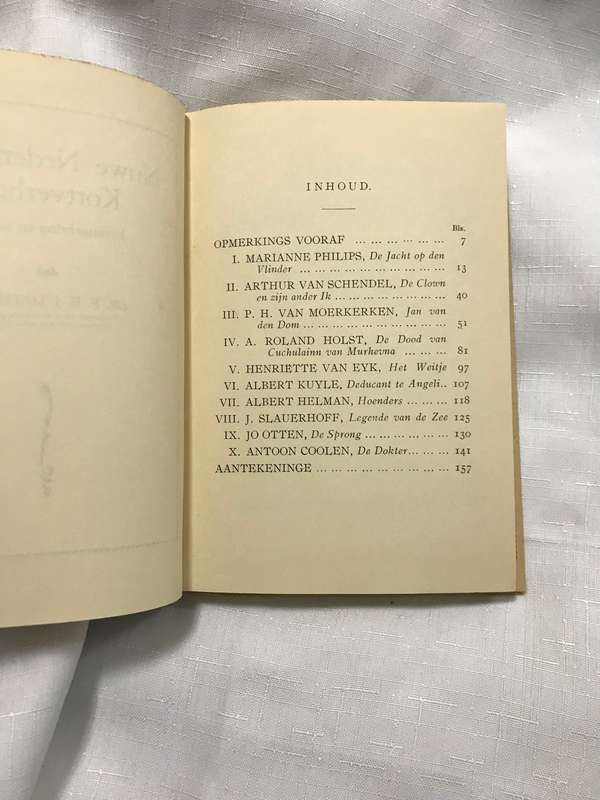 INHOUD.
Blz.
OPMERKINGS VOORAF ... ... ... ... ... ... 7
I. MARIANNE PHILIPS, De Jacht op den
Vlinder ... ... ... ... ... ... ... ... ... 13
II. ARTHUR VAN SCHENDEL, De Clown
en zijn ander Ik ... ... ... ... ... ... ... 40
III. P. H. VAN MOERKERKEN, Jan van
den Dom ... ... ... ... ... ... ... ... ... 51
IV. A. ROLAND HOLST, De Dood van
Cuchulainn van Murhevna ... ... ... 81
V. HENRIETTE VAN EYK, Het Weitje 97
VI. ALBERT KUYLE, Deducant te Angeli.. 107
VII. ALBERT HELMAN, Hoenders ... ... ... 118
VIII. J. SLAUERHOFF, Legende van de Zee 125
IX. JO OTTEN, De Sprong ... ... ... ... ... 130
X. ANTOON COOLEN, De Dokter... ... ... 141
AANTEKENINGE ... ... ... ... ... ... ... ... 157